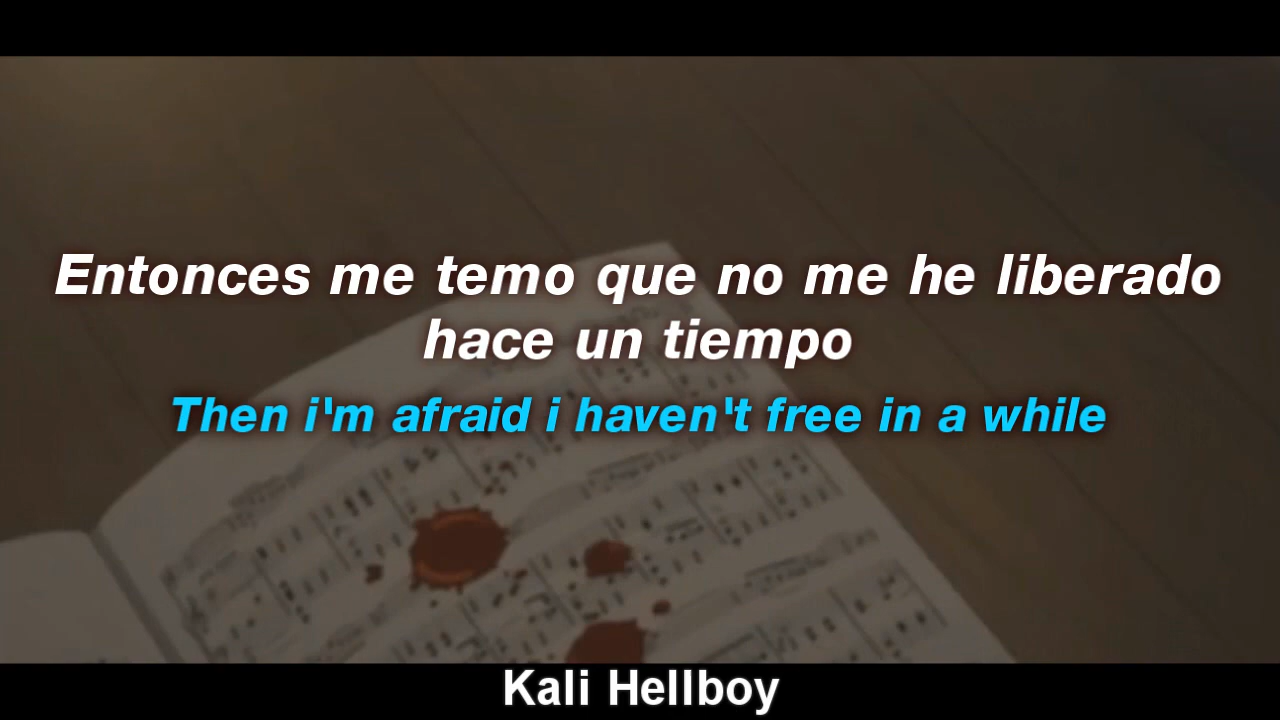 Entonces me temo que no me he liberado
hace un tiempo
Then i'm afraid i haven't free in a while
Kali Hellboy